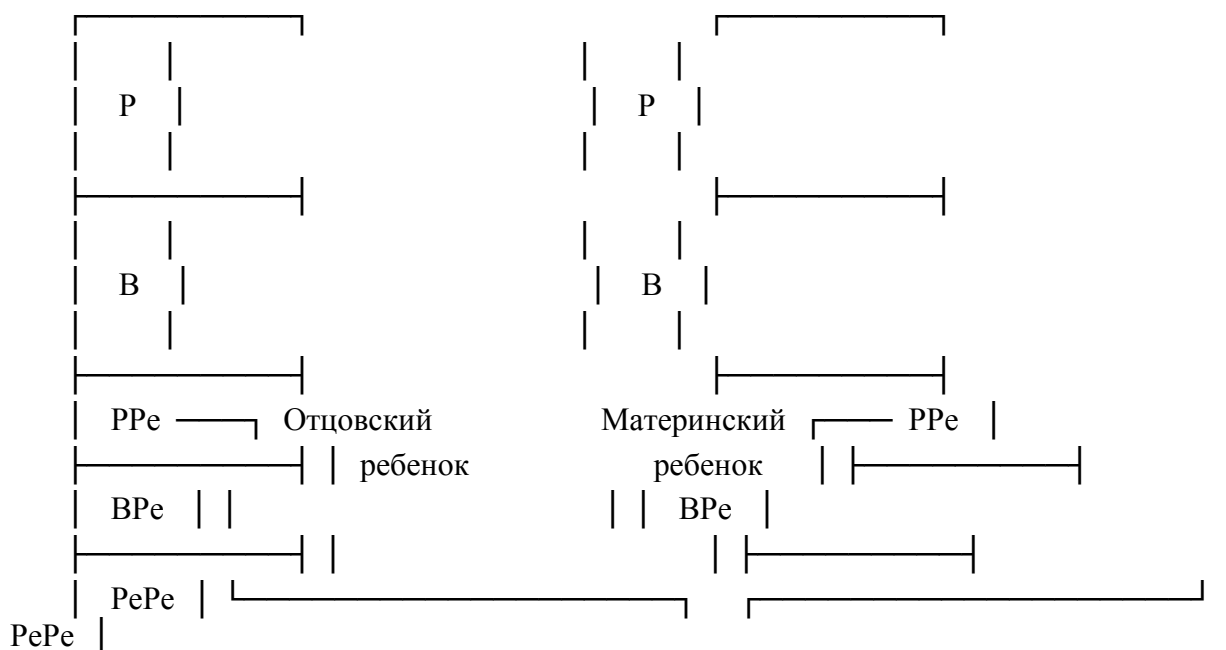 Р Р
В В
РРе Отцовский Материнский РРе
ребенок ребенок
ВРе ВРе
РеРе
РеРе